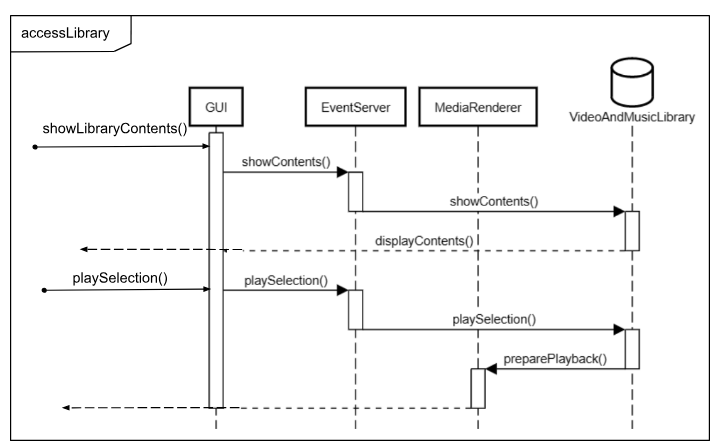 accessLibrary
GUI
EventServer
MediaRenderer
VideoAndMusicLibrary
showLibraryContents()
showContents()
showContents()
displayContents()
playSelection()
playSelection()
playSelection()
preparePlayback()